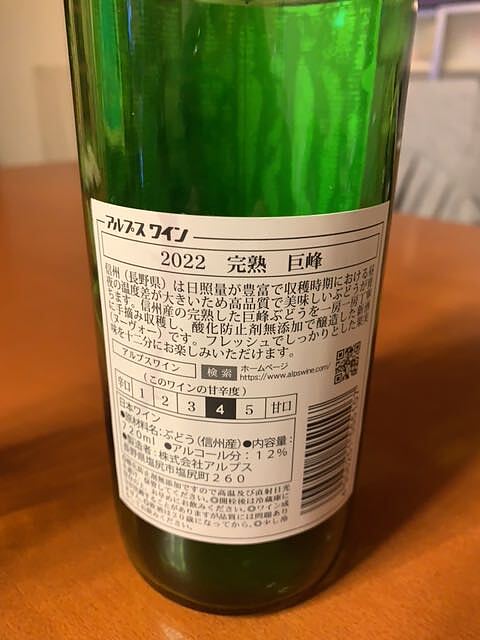 アルプス ワイン
2022 完熟 巨峰
信州（長野県）は日照量が豊富で収穫時期における昼
夜の温度差が大きいため高品質で美味しいぶどうが育
ちます。信州産の完熟した巨峰ぶどうを一房一房丁寧
に手摘み収穫し、酸化防止剤無添加で醸造した新酒
(ヌーヴォー）です。フレッシュでしっかりとした
味を十分にお楽しみいただけます。
アルプスワイン 検索 ホームページ
https://www.alpswine.com/
（このワインの甘辛度）
辛口 1 2 3 4 5 甘口
日本ワイン
●原材料名：ぶどう（信州産）●内容量：
720ml ●アルコール分：12％
●製造者：株式会社アルプス
長野県塩尻市塩尻町260